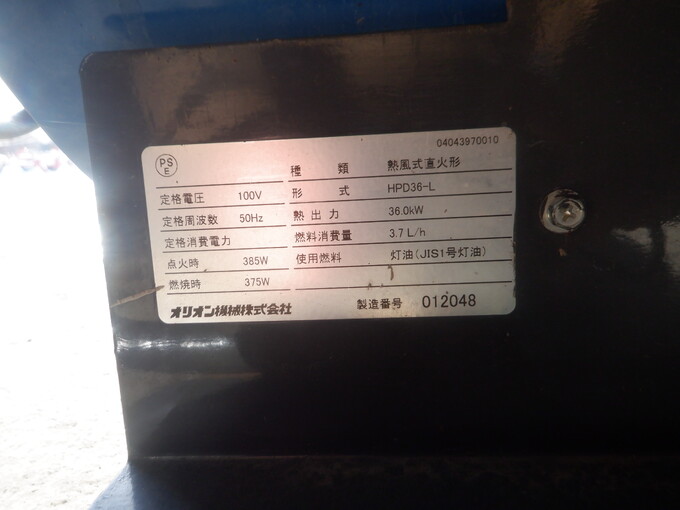 04043970010
PS
E
種類 熱風式直火形
定格電圧 100V 形式 HPD36-L
定格周波数 50Hz 熱出力 36.0kW
定格消費電力 燃料消費量 3.7 L/h
点火時 385W 使用燃料 灯油(JIS1号灯油)
燃焼時 375W
オリオン機械株式会社 製造番号 012048